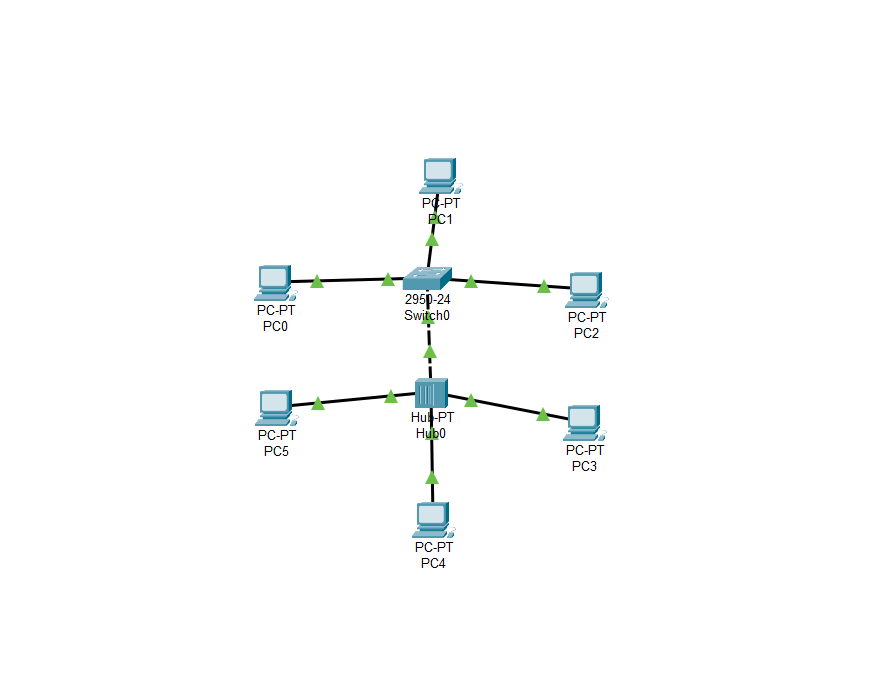 PC-PT
PC1
PC-PT
PC0
2950-24
Switch0
PC-PT
PC2
PC-PT
PC5
Hub-PT
Hub0
PC-PT
PC3
PC-PT
PC4